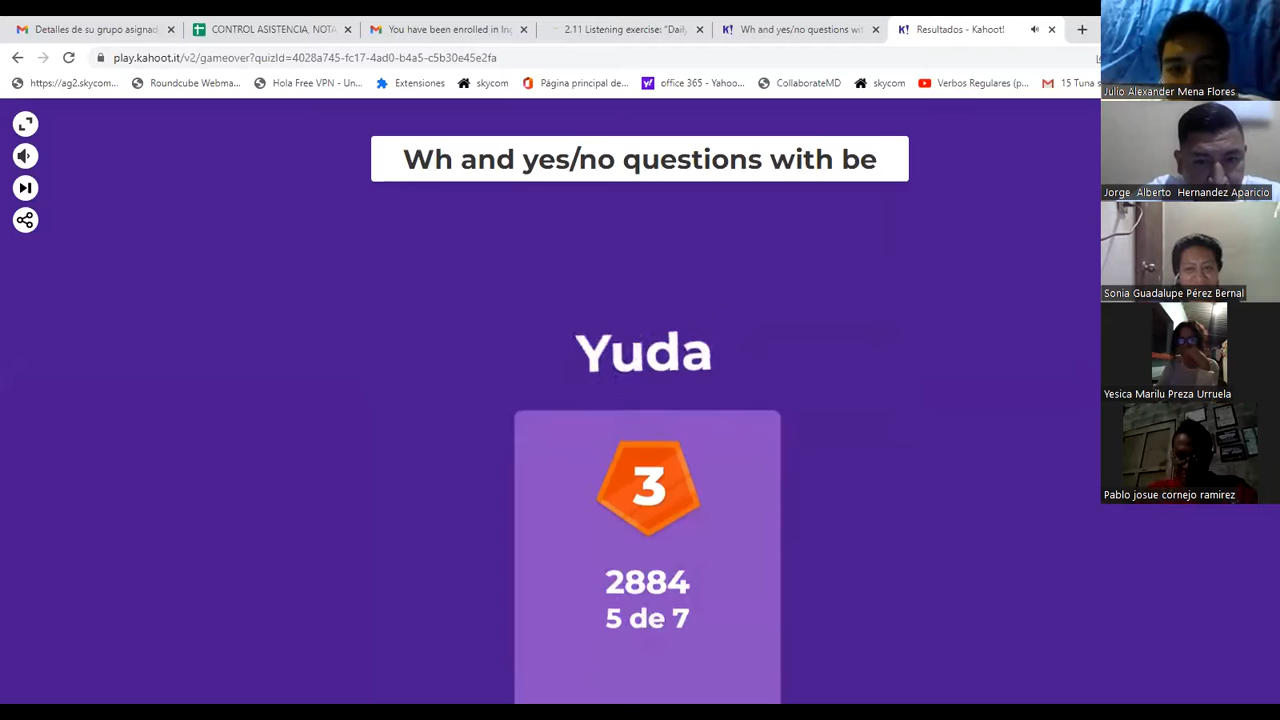 Detalles de su grupo asignad
CONTROL ASISTENCIA, NOTA
You have been enrolled in Ing
2.11 Listening exercise: "Daily
Wh and yes/no questions wit
Resultados - Kahoot!
play.kahoot.it/v2/gameover?quizId=4028a745-fc17-4ad0-b4a5-c5b30e45e2fa
https://ag2.skycom...
Roundcube Webma...
Hola Free VPN - Un...
Extensiones
skycom
Página principal de...
office 365 - Yahoo...
CollaborateMD
skycom
Verbos Regulares (p...
15 Tuna s
Wh and yes/no questions with be
Yuda
3
2884
5 de 7
Julio Alexander Mena Flores
Jorge Alberto Hernandez Aparicio
Sonia Guadalupe Pérez Bernal
Yesica Marilu Preza Urruela
Pablo josue cornejo ramirez